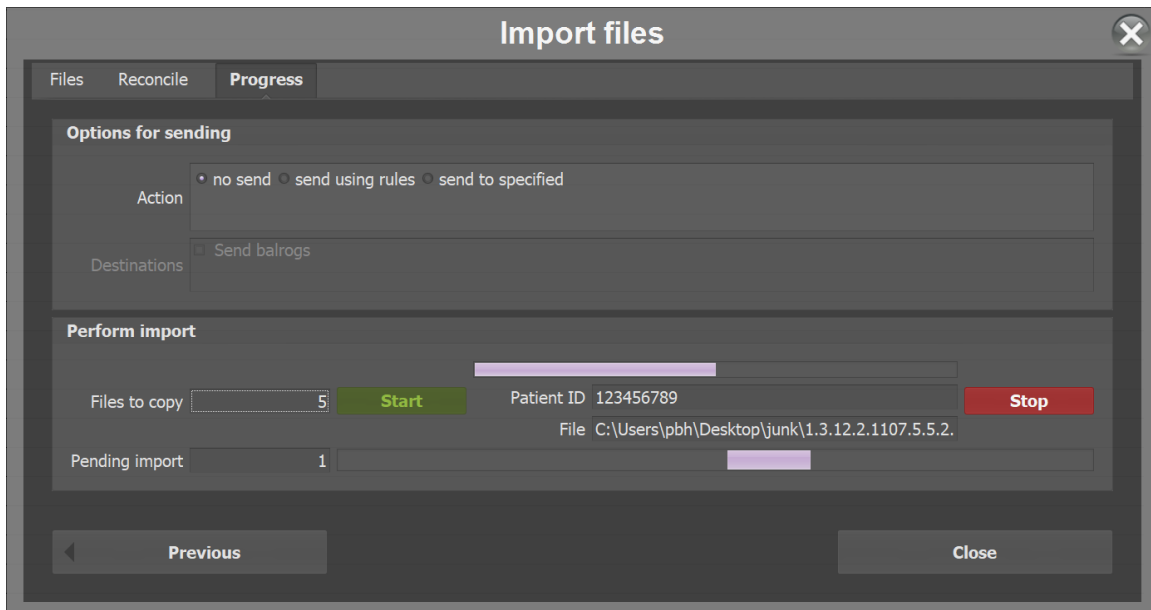 Import files
Files Reconcile Progress
Options for sending
Action
no send send using rules send to specified
Destinations
Send balrogs
Perform import
Files to copy 5 Start Patient ID 123456789 Stop
File C:\Users\pbh\Desktop\junk\1.3.12.2.1107.5.5.2.
Pending import 1
Previous Close